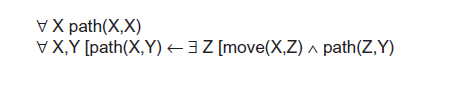 ∀ X path(X,X)
∀ X,Y [path(X,Y) ← ∃ Z [move(X,Z) ∧ path(Z,Y)